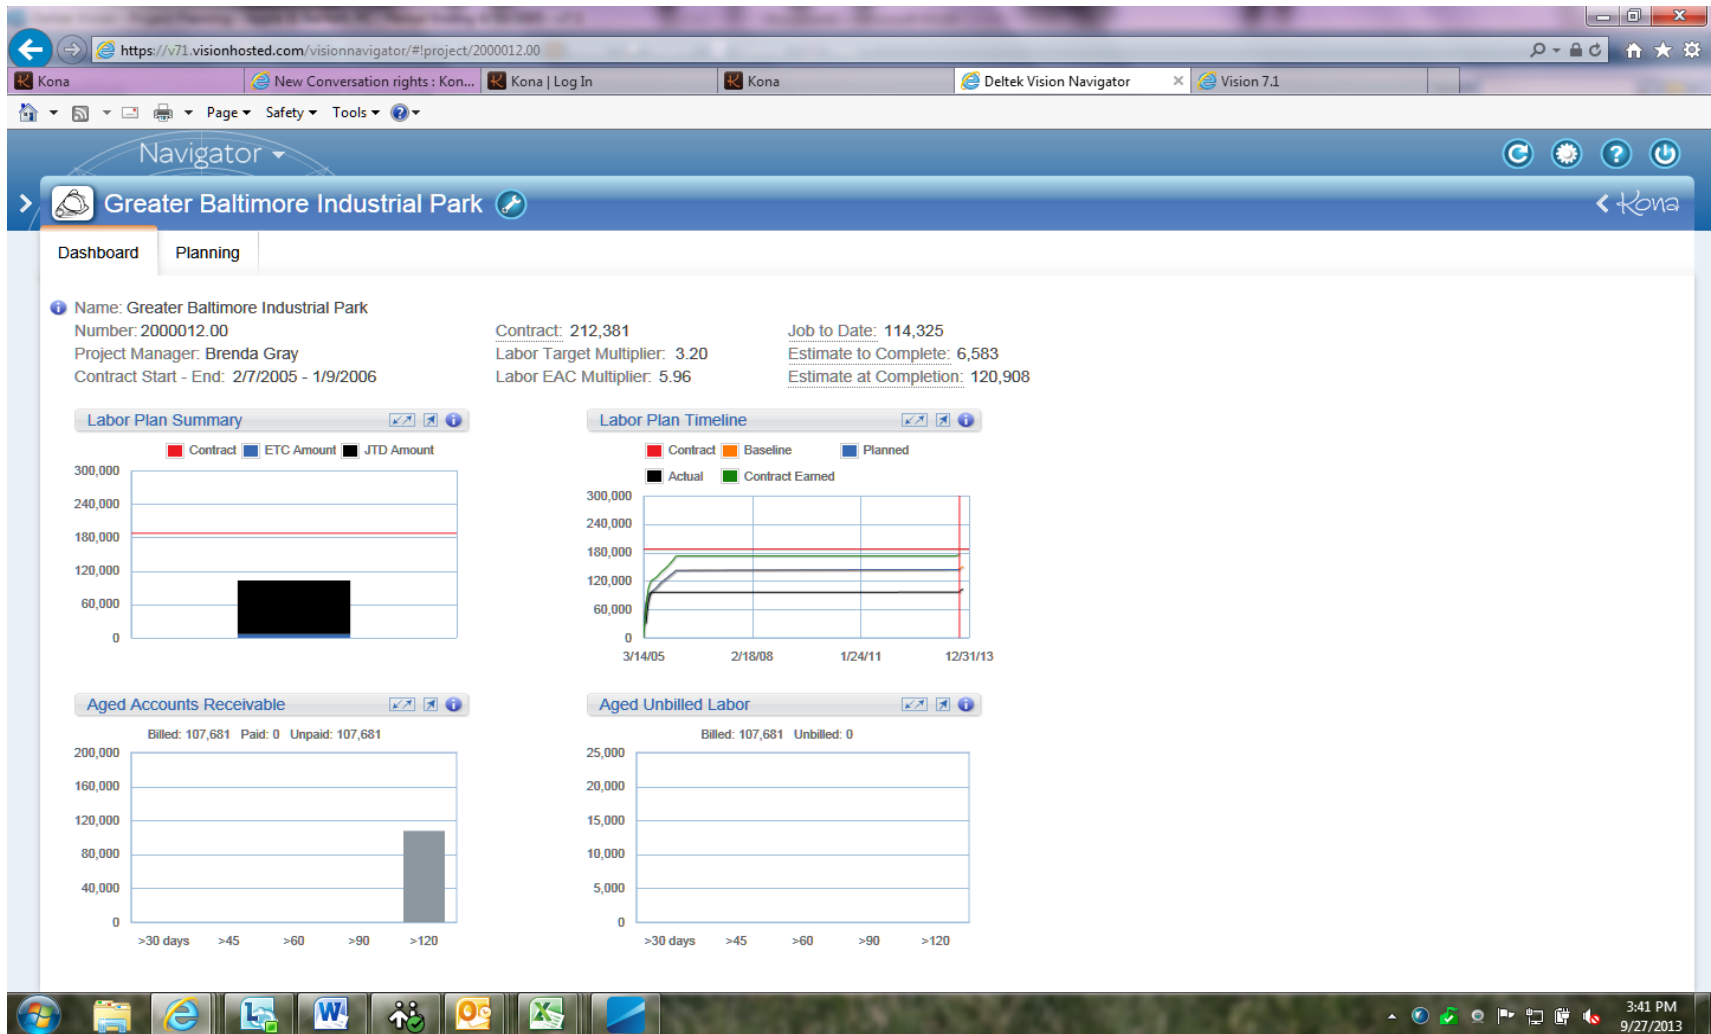 https://v71.visionhosted.com/visionnavigator/#!project/2000012.00
Kona
New Conversation rights : Kon...
Kona | Log In
Kona
Deltek Vision Navigator
Vision 7.1
Page
Safety
Tools
Navigator
Greater Baltimore Industrial Park
Kona
Dashboard
Planning
Name: Greater Baltimore Industrial Park
Number: 2000012.00
Contract: 212,381
Job to Date: 114,325
Project Manager: Brenda Gray
Labor Target Multiplier: 3.20
Estimate to Complete: 6,583
Contract Start - End: 2/7/2005 - 1/9/2006
Labor EAC Multiplier: 5.96
Estimate at Completion: 120,908
Labor Plan Summary
Contract ETC Amount JTD Amount
300,000
240,000
180,000
120,000
60,000
0
Labor Plan Timeline
Contract Baseline Planned
Actual Contract Earned
300,000
240,000
180,000
120,000
60,000
0
3/14/05 2/18/08 1/24/11 12/31/13
Aged Accounts Receivable
Billed: 107,681 Paid: 0 Unpaid: 107,681
200,000
160,000
120,000
80,000
40,000
0
>30 days >45 >60 >90 >120
Aged Unbilled Labor
Billed: 107,681 Unbilled: 0
25,000
20,000
15,000
10,000
5,000
0
>30 days >45 >60 >90 >120
3:41 PM
9/27/2013